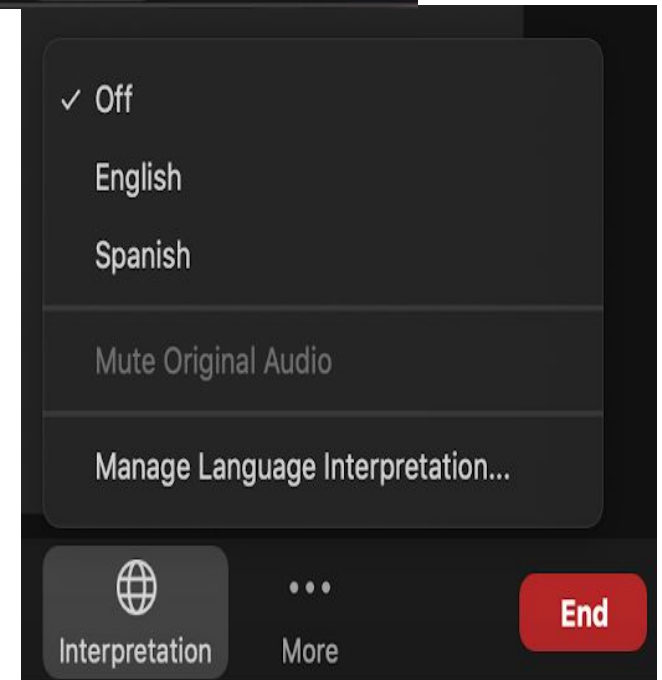 ✓ Off
English
Spanish
Mute Original Audio
Manage Language Interpretation...
Interpretation
More
End